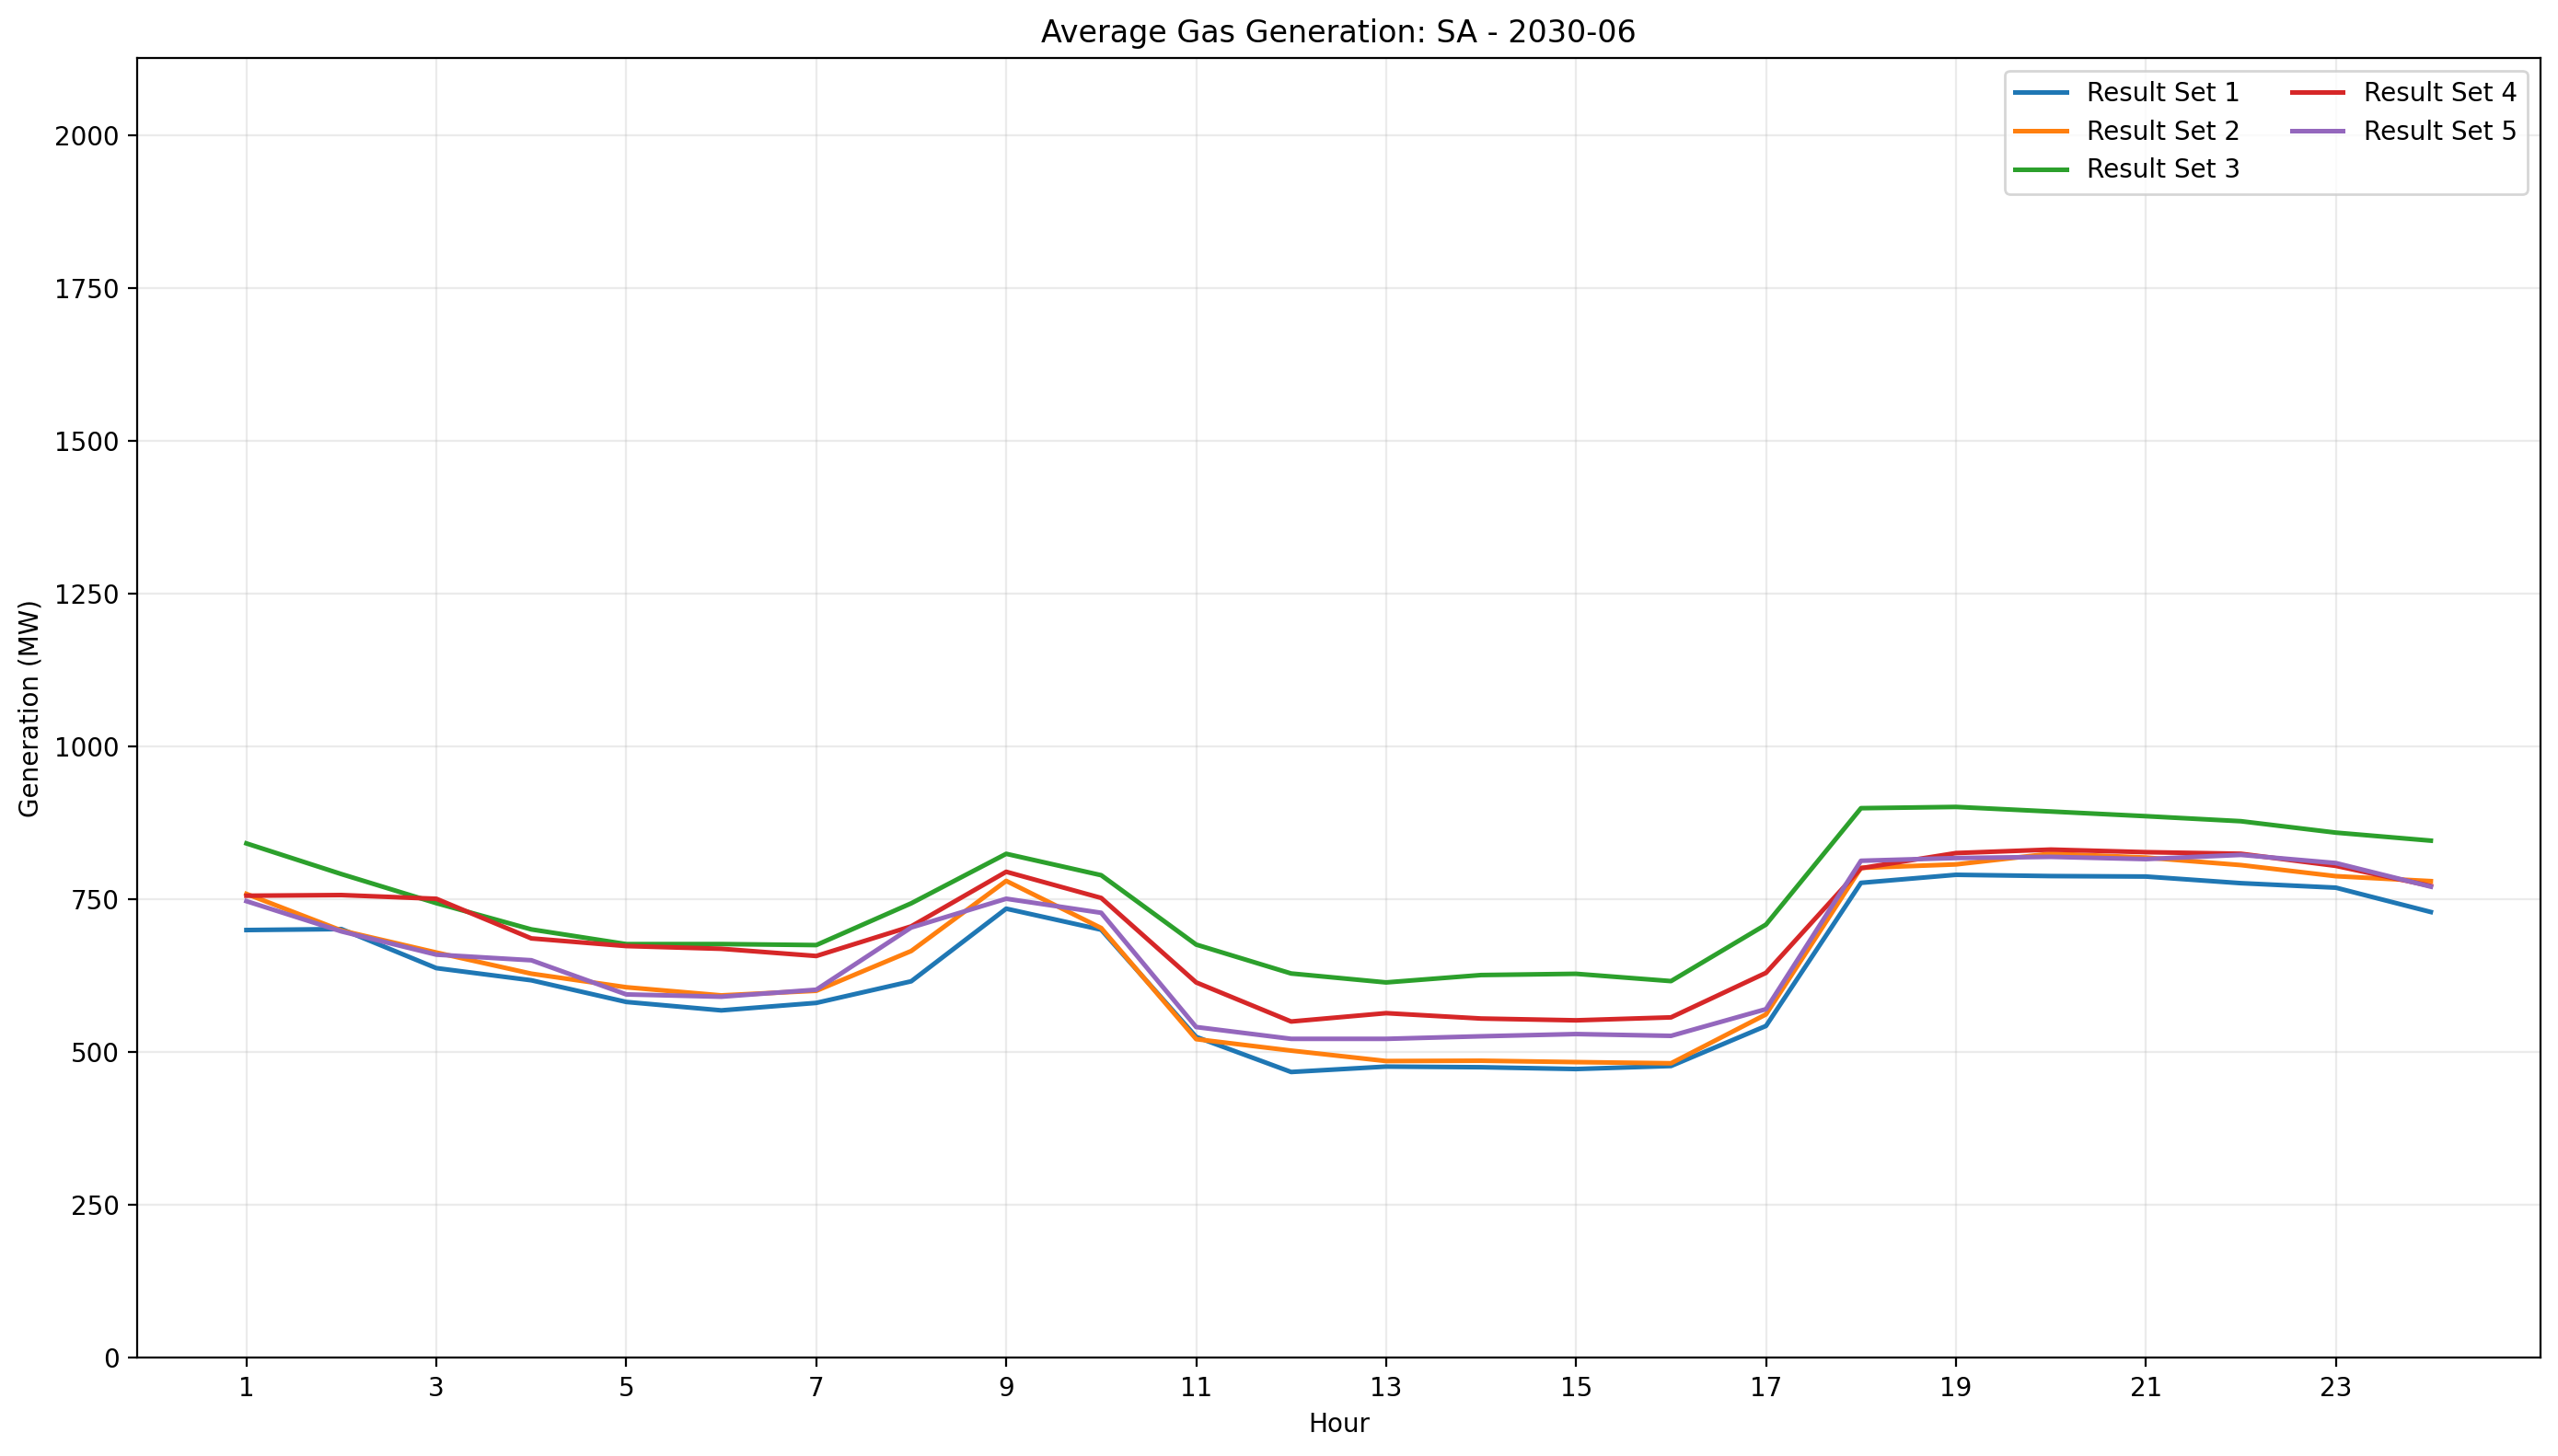 Average Gas Generation: SA - 2030-06
Result Set 1
Result Set 2
Result Set 3
Result Set 4
Result Set 5
Generation (MW)
2000
1750
1500
1250
1000
750
500
250
0
1 3 5 7 9 11 13 15 17 19 21 23
Hour